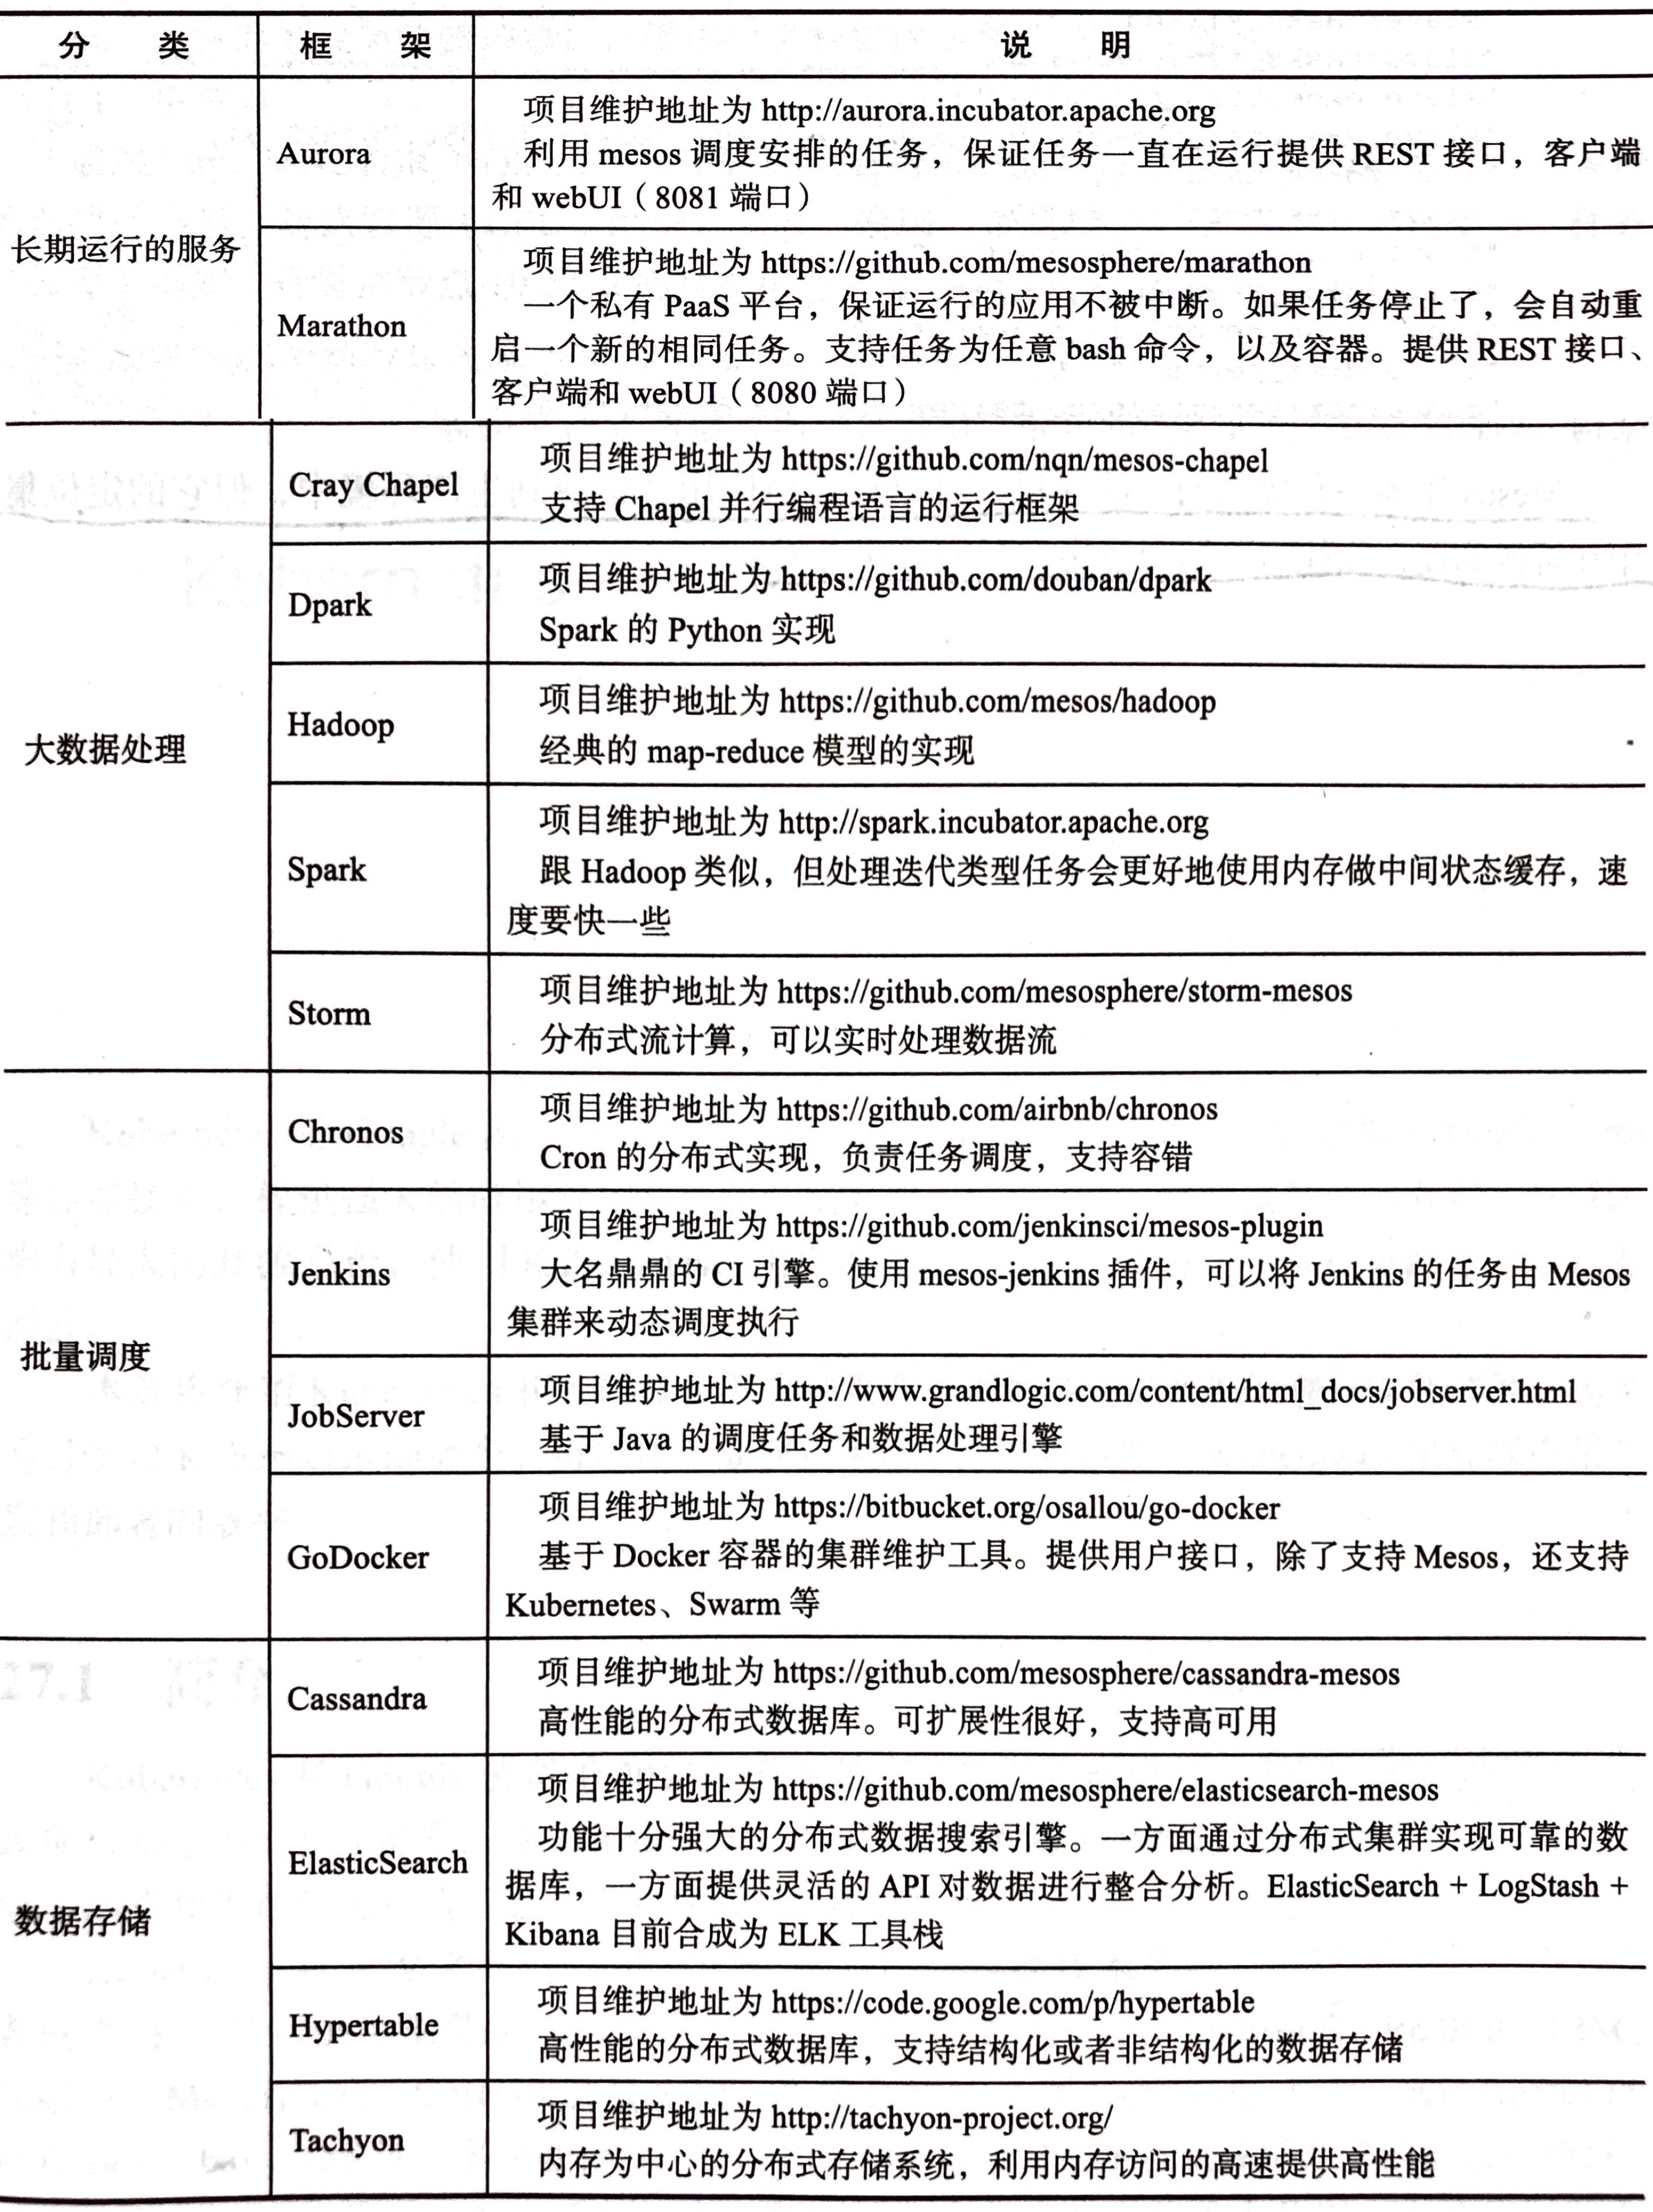 分 类 框 架 说 明
长期运行的服务
Aurora
项目维护地址为 http://aurora.incubator.apache.org
利用 mesos 调度安排的任务，保证任务一直在运行提供 REST 接口，客户端
和 webUI（8081 端口）
Marathon
项目维护地址为 https://github.com/mesosphere/marathon
一个私有 PaaS 平台，保证运行的应用不被中断。如果任务停止了，会自动重
启一个新的相同任务。支持任务为任意 bash 命令，以及容器。提供 REST 接口、
客户端和 webUI（8080 端口）
大数据处理
Cray Chapel
项目维护地址为 https://github.com/nqn/mesos-chapel
支持 Chapel 并行编程语言的运行框架
Dpark
项目维护地址为 https://github.com/douban/dpark
Spark 的 Python 实现
Hadoop
项目维护地址为 https://github.com/mesos/hadoop
经典的 map-reduce 模型的实现
Spark
项目维护地址为 http://spark.incubator.apache.org
跟 Hadoop 类似，但处理迭代类型任务会更好地使用内存做中间状态缓存，速
度要快一些
Storm
项目维护地址为 https://github.com/mesosphere/storm-mesos
分布式流计算，可以实时处理数据流
批量调度
Chronos
项目维护地址为 https://github.com/airbnb/chronos
Cron 的分布式实现，负责任务调度，支持容错
Jenkins
项目维护地址为 https://github.com/jenkinsci/mesos-plugin
大名鼎鼎的 CI 引擎。使用 mesos-jenkins 插件，可以将 Jenkins 的任务由 Mesos
集群来动态调度执行
JobServer
项目维护地址为 http://www.grandlogic.com/content/html_docs/jobserver.html
基于 Java 的调度任务和数据处理引擎
GoDocker
项目维护地址为 https://bitbucket.org/osallou/go-docker
基于 Docker 容器的集群维护工具。提供用户接口，除了支持 Mesos，还支持
Kubernetes、Swarm 等
数据存储
Cassandra
项目维护地址为 https://github.com/mesosphere/cassandra-mesos
高性能的分布式数据库。可扩展性很好，支持高可用
ElasticSearch
项目维护地址为 https://github.com/mesosphere/elasticsearch-mesos
功能十分强大的分布式数据搜索引擎。一方面通过分布式集群实现可靠的数
据库，一方面提供灵活的 API 对数据进行整合分析。ElasticSearch + LogStash +
Kibana 目前合成为 ELK 工具栈
Hypertable
项目维护地址为 https://code.google.com/p/hypertable
高性能的分布式数据库，支持结构化或者非结构化的数据存储
Tachyon
项目维护地址为 http://tachyon-project.org/
内存为中心的分布式存储系统，利用内存访问的高速提供高性能